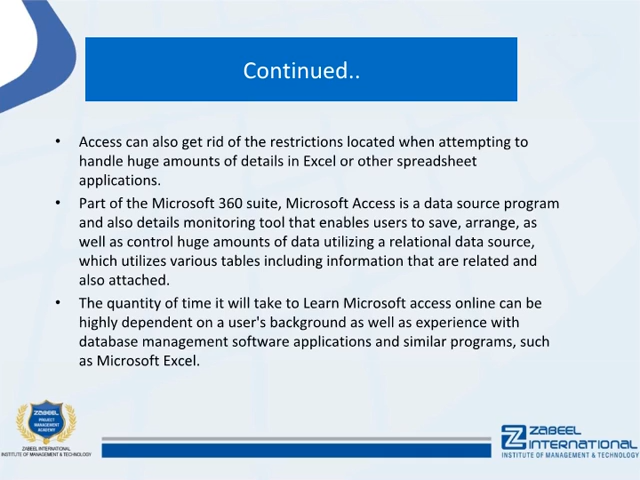 Continued..
• Access can also get rid of the restrictions located when attempting to
handle huge amounts of details in Excel or other spreadsheet
applications.
• Part of the Microsoft 360 suite, Microsoft Access is a data source program
and also details monitoring tool that enables users to save, arrange, as
well as control huge amounts of data utilizing a relational data source,
which utilizes various tables including information that are related and
also attached.
• The quantity of time it will take to Learn Microsoft access online can be
highly dependent on a user's background as well as experience with
database management software applications and similar programs, such
as Microsoft Excel.
ZABEEL
PROJECT
MANAGEMENT
ACADEMY
ZABEEL INTERNATIONAL
INSTITUTE OF MANAGEMENT & TECHNOLOGY
ZABEEL
INTERNATIONAL
INSTITUTE OF MANAGEMENT & TECHNOLOGY